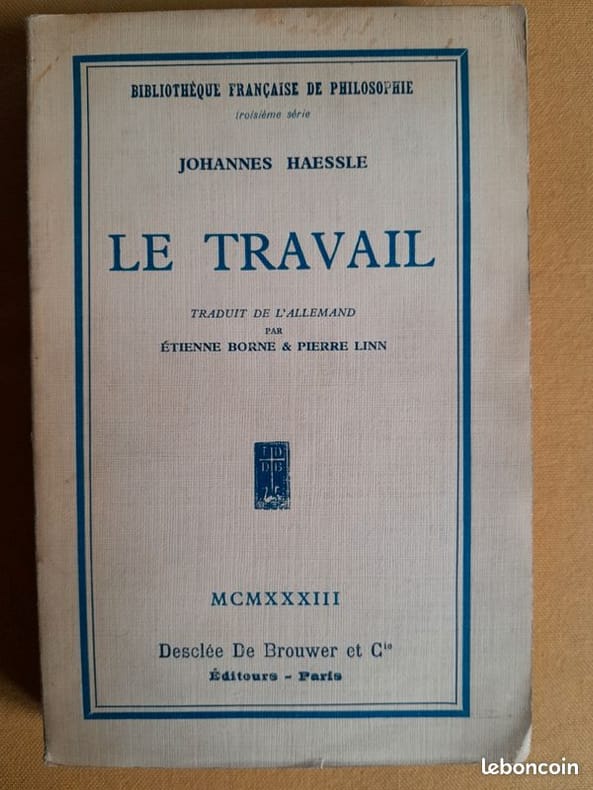 BIBLIOTHÈQUE FRANÇAISE DE PHILOSOPHIE
troisième série
JOHANNES HAESSLE
LE TRAVAIL
TRADUIT DE L'ALLEMAND
PAR
ÉTIENNE BORNE & PIERRE LINN
MCMXXXIII
Desclée De Brouwer et Cie
Éditeurs - Paris
leboncoin